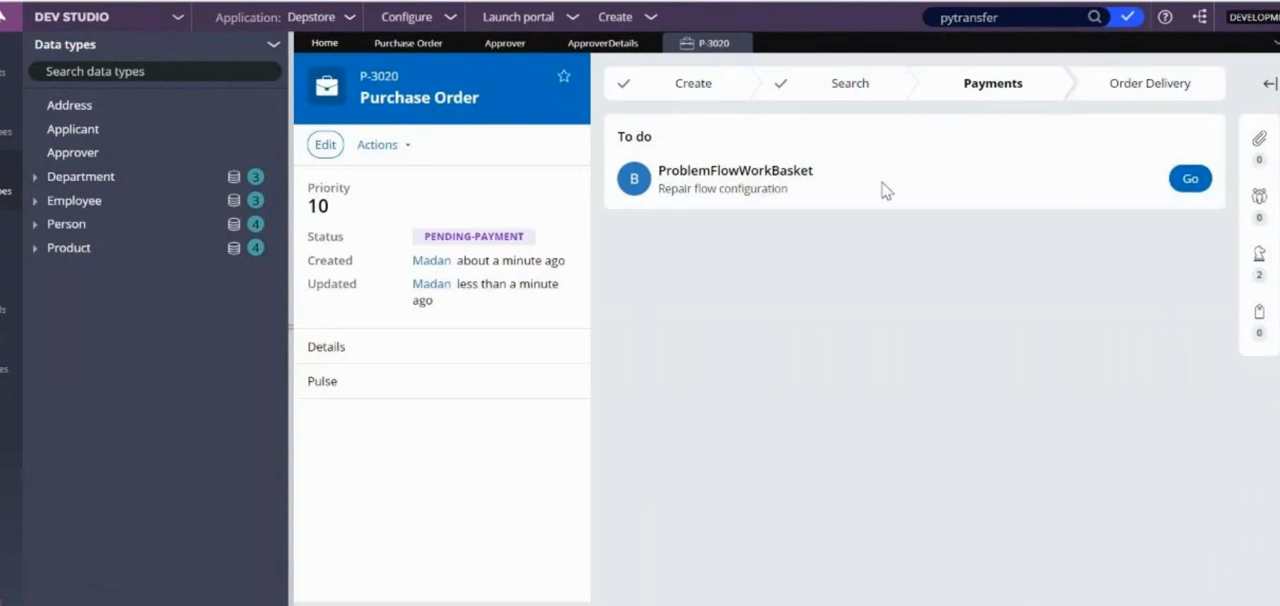 DEV STUDIO
Application: Depstore
Configure
Launch portal
Create
pytransfer
Data types
Search data types
Address
Applicant
Approver
Department 3
Employee 3
Person 4
Product 4
Home
Purchase Order
Approver
ApproverDetails
P-3020
P-3020
Purchase Order
Edit
Actions
Priority
10
Status PENDING-PAYMENT
Created Madan about a minute ago
Updated Madan less than a minute
ago
Details
Pulse
Create
Search
Payments
Order Delivery
To do
B
ProblemFlowWorkBasket
Repair flow configuration
Go
0
0
2
0